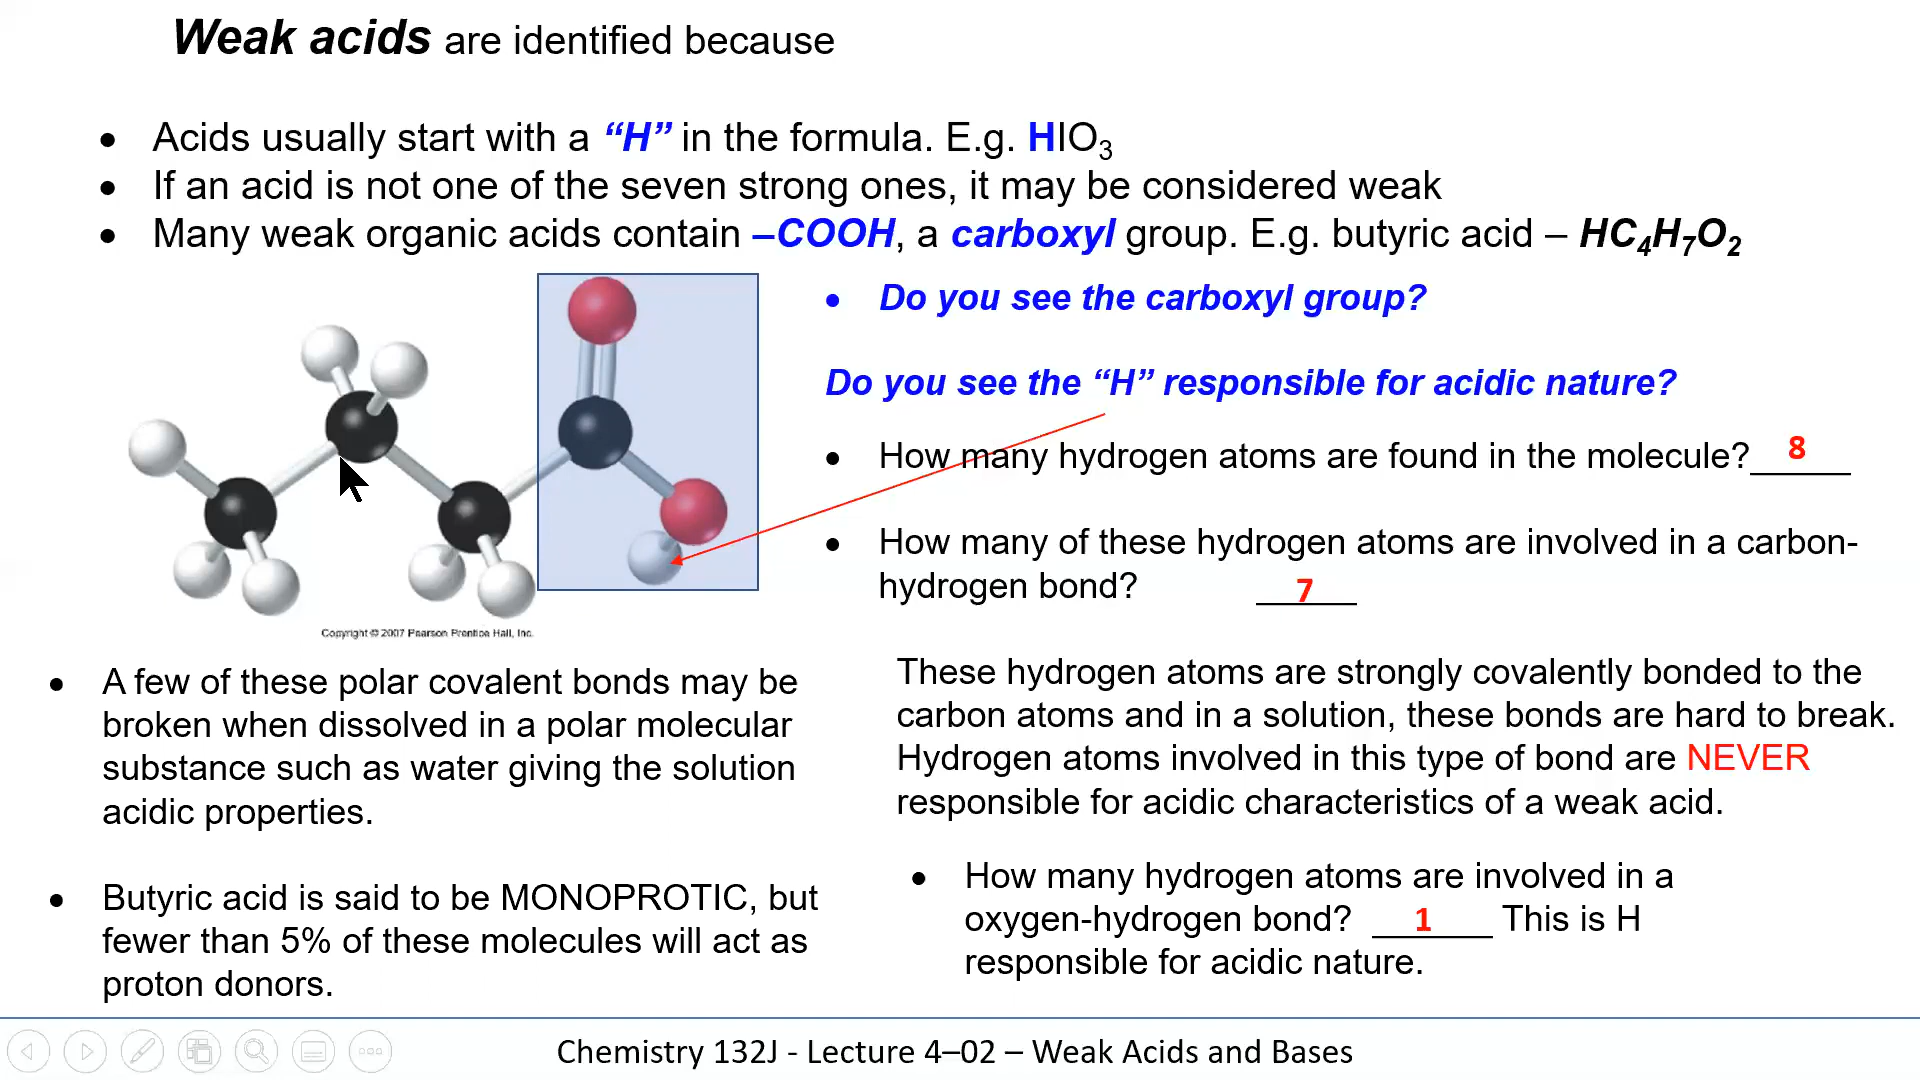 Weak acids are identified because
• Acids usually start with a “H” in the formula. E.g. HIO₃
• If an acid is not one of the seven strong ones, it may be considered weak
• Many weak organic acids contain –COOH, a carboxyl group. E.g. butyric acid – HC₄H₇O₂
• Do you see the carboxyl group?
Do you see the “H” responsible for acidic nature?
• How many hydrogen atoms are found in the molecule?_____ 8
• How many of these hydrogen atoms are involved in a carbon-
hydrogen bond? __7__
Copyright © 2007 Pearson Prentice Hall, Inc.
These hydrogen atoms are strongly covalently bonded to the
carbon atoms and in a solution, these bonds are hard to break.
Hydrogen atoms involved in this type of bond are NEVER
responsible for acidic characteristics of a weak acid.
• How many hydrogen atoms are involved in a
oxygen-hydrogen bond? __1__ This is H
responsible for acidic nature.
• A few of these polar covalent bonds may be
broken when dissolved in a polar molecular
substance such as water giving the solution
acidic properties.
• Butyric acid is said to be MONOPROTIC, but
fewer than 5% of these molecules will act as
proton donors.
Chemistry 132J - Lecture 4–02 – Weak Acids and Bases